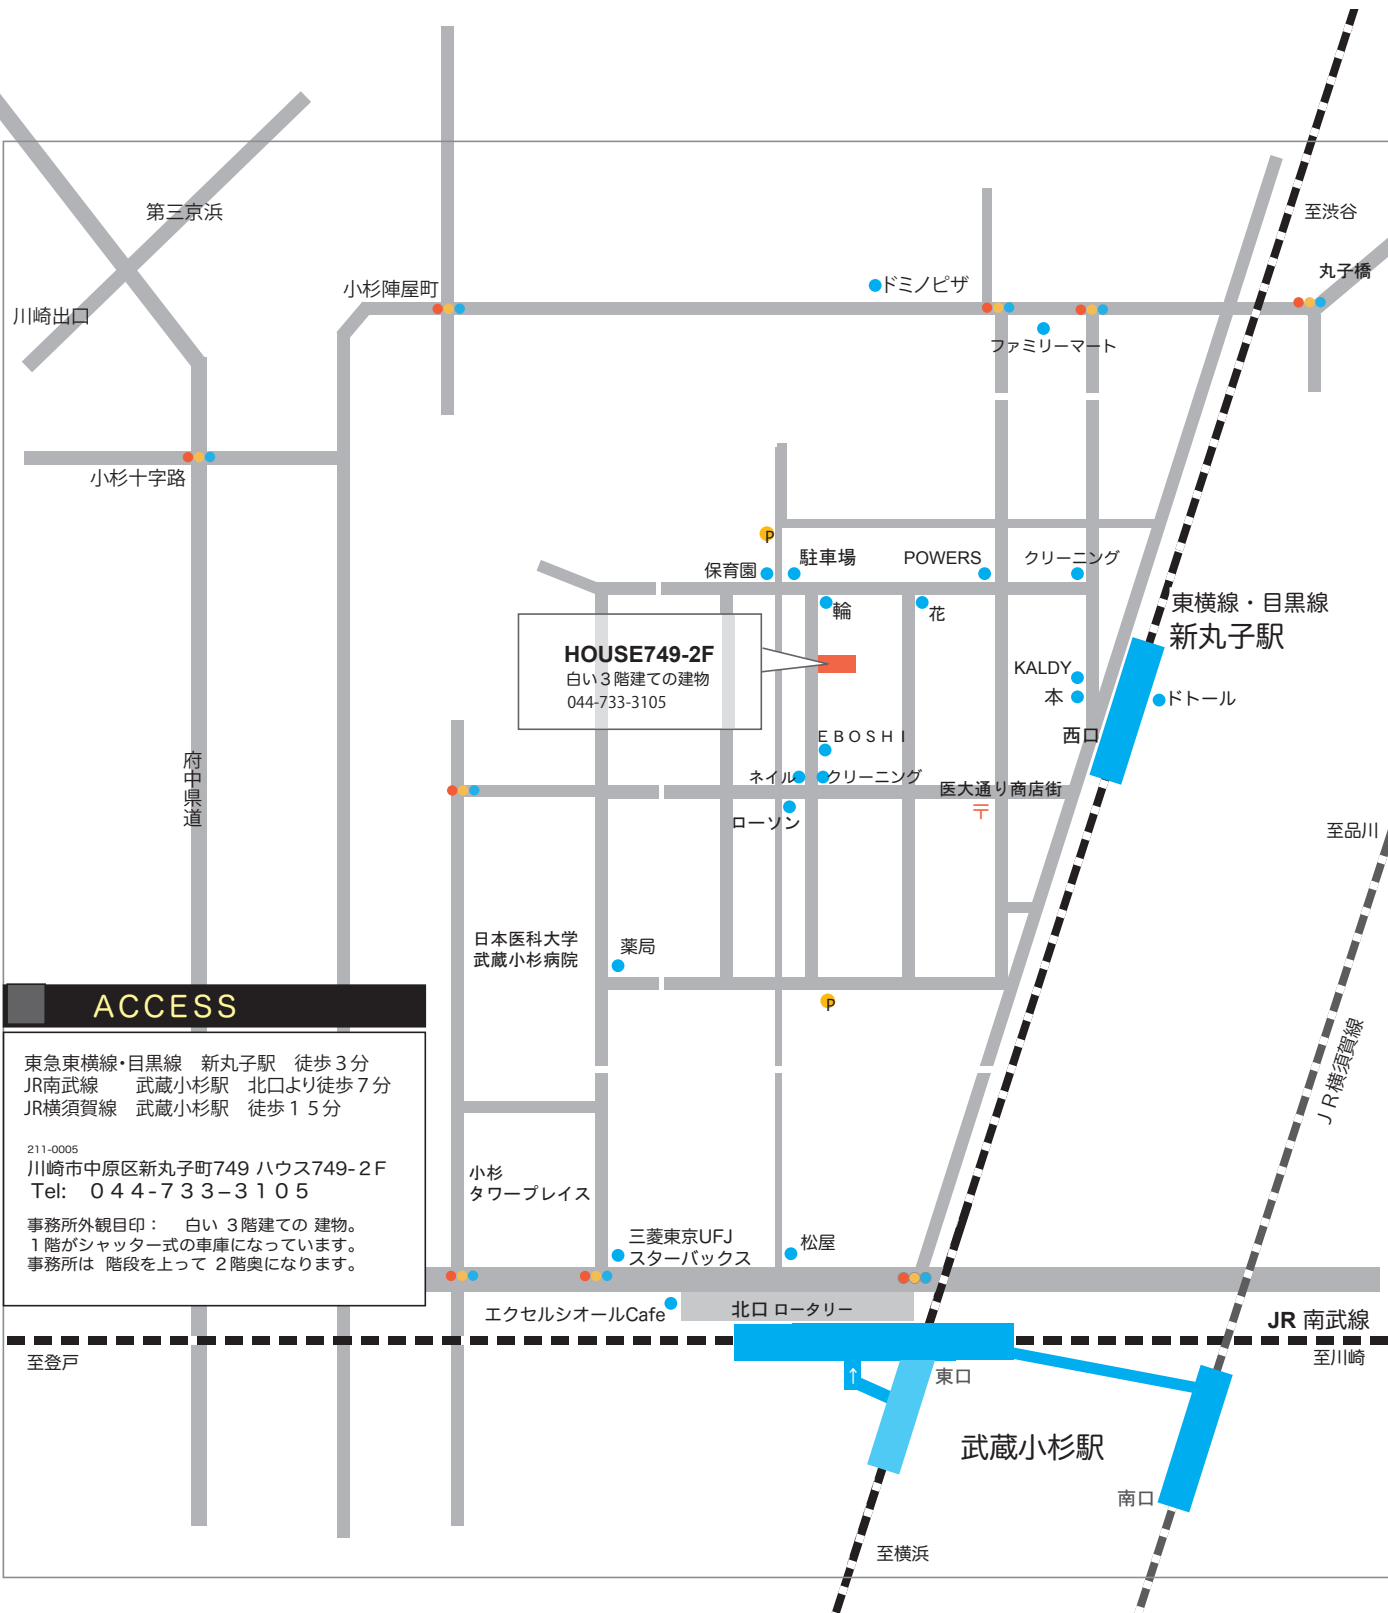 至渋谷
第三京浜
丸子橋
ドミノピザ
小杉陣屋町
川崎出口
ファミリーマート
小杉十字路
P
保育園
駐車場
POWERS
クリーニング
輪
花
東横線・目黒線
新丸子駅
HOUSE749-2F
白い３階建ての建物
044-733-3105
KALDY
本
ドトール
西口
ＥＢＯＳＨＩ
ネイル
クリーニング
医大通り商店街
〒
ローソン
府中県道
至品川
日本医科大学
武蔵小杉病院
薬局
P
ACCESS
東急東横線・目黒線　新丸子駅　徒歩３分
JR南武線　　武蔵小杉駅　北口より徒歩７分
JR横須賀線　武蔵小杉駅　徒歩１５分
211-0005
川崎市中原区新丸子町749 ハウス749-２F
Tel:　０４４-７３３−３１０５
事務所外観目印：　白い ３階建ての 建物。
１階がシャッター式の車庫になっています。
事務所は 階段を上って ２階奥になります。
ＪＲ横須賀線
小杉
タワープレイス
三菱東京UFJ
スターバックス
松屋
エクセルシオールCafe
北口 ロータリー
JR 南武線
至登戸
至川崎
↑
東口
武蔵小杉駅
南口
至横浜